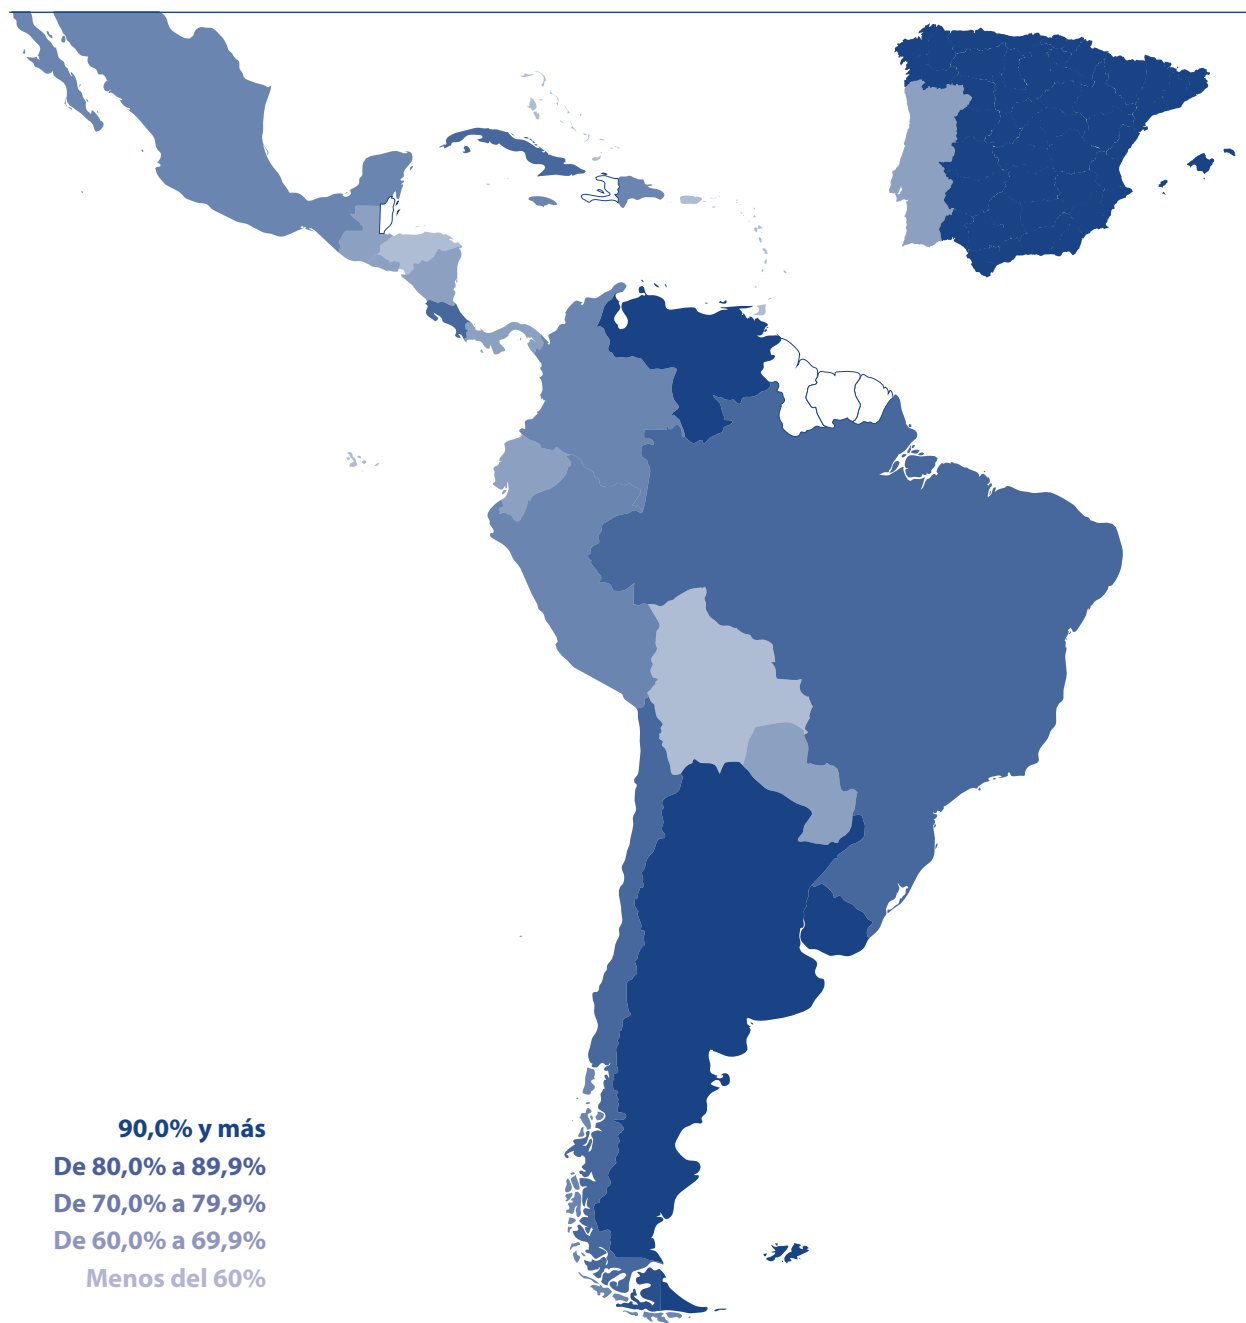 90,0% y más
De 80,0% a 89,9%
De 70,0% a 79,9%
De 60,0% a 69,9%
Menos del 60%